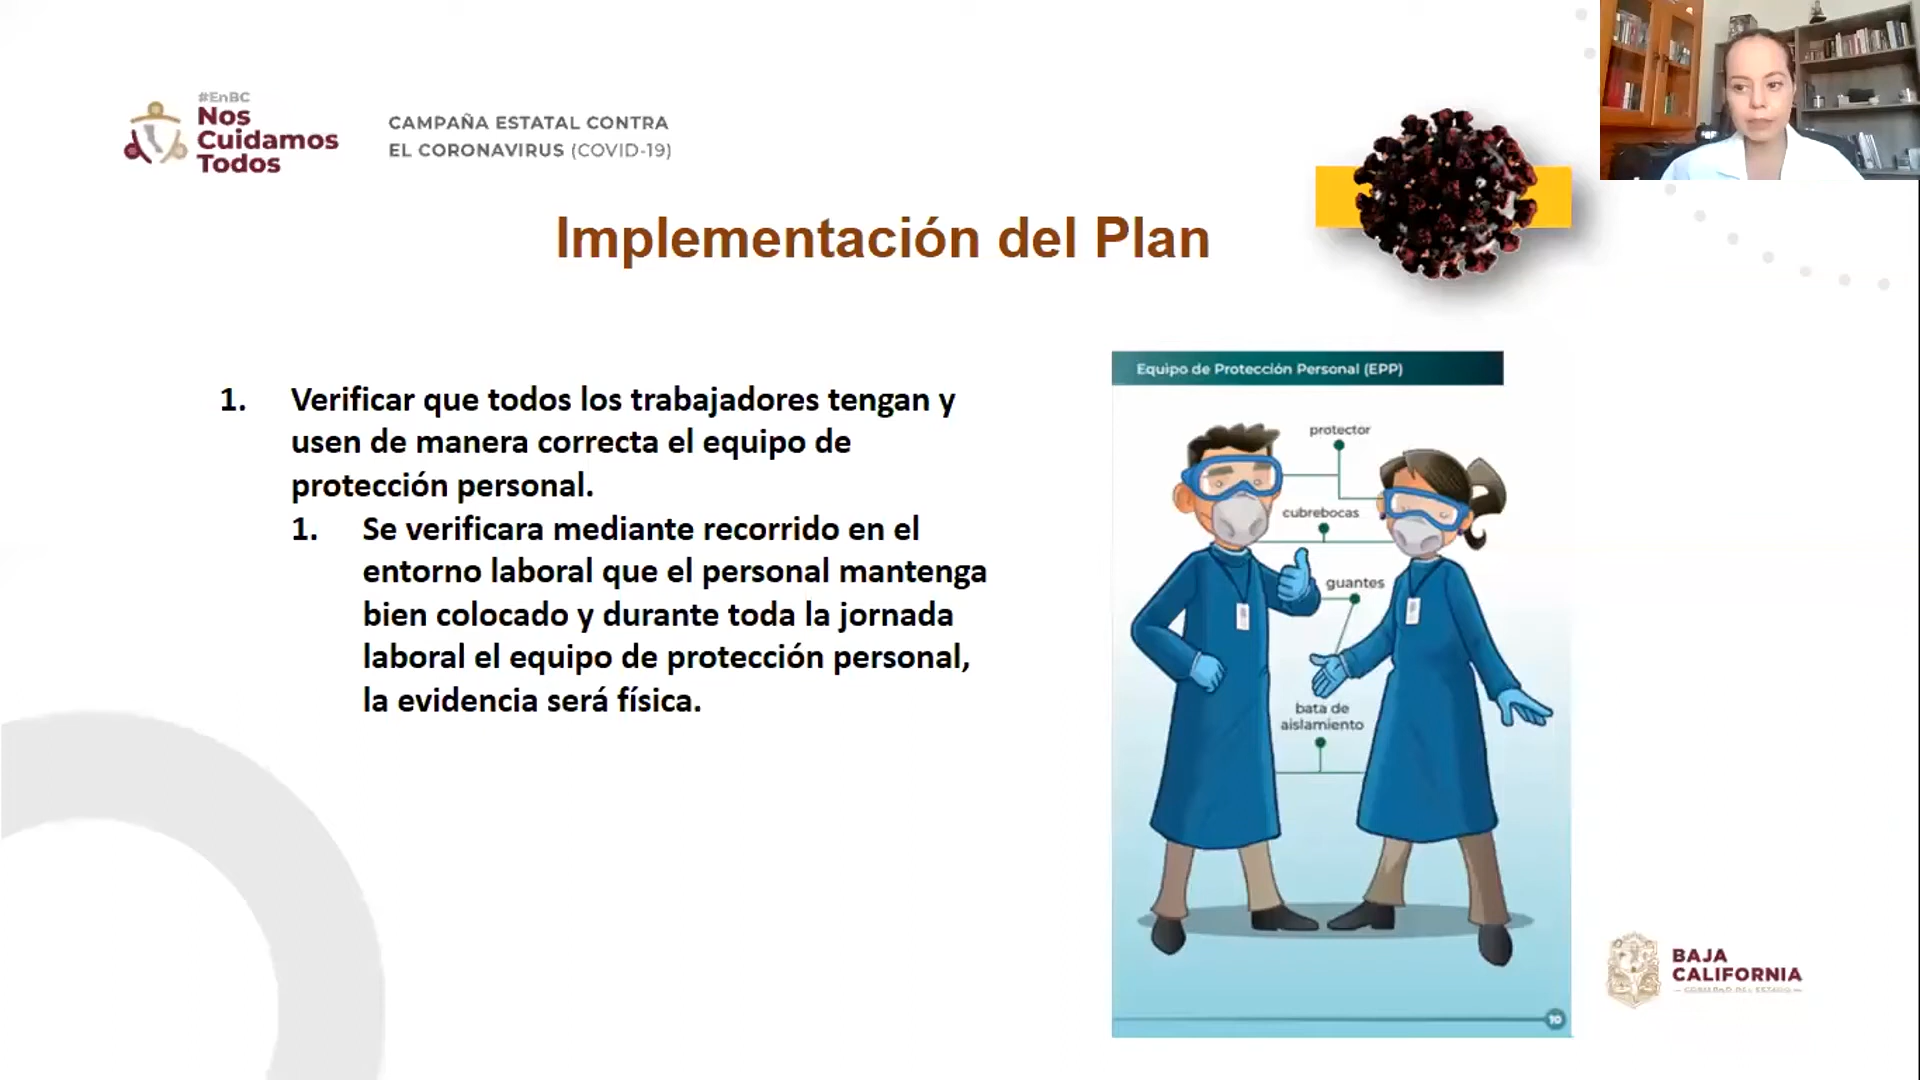 #EnBC
Nos
Cuidamos
Todos
CAMPAÑA ESTATAL CONTRA
EL CORONAVIRUS (COVID-19)
Implementación del Plan
1. Verificar que todos los trabajadores tengan y
usen de manera correcta el equipo de
protección personal.
1. Se verificara mediante recorrido en el
entorno laboral que el personal mantenga
bien colocado y durante toda la jornada
laboral el equipo de protección personal,
la evidencia será física.
Equipo de Protección Personal (EPP)
protector
cubrebocas
guantes
bata de
aislamiento
10
BAJA
CALIFORNIA
GOBIERNO DEL ESTADO